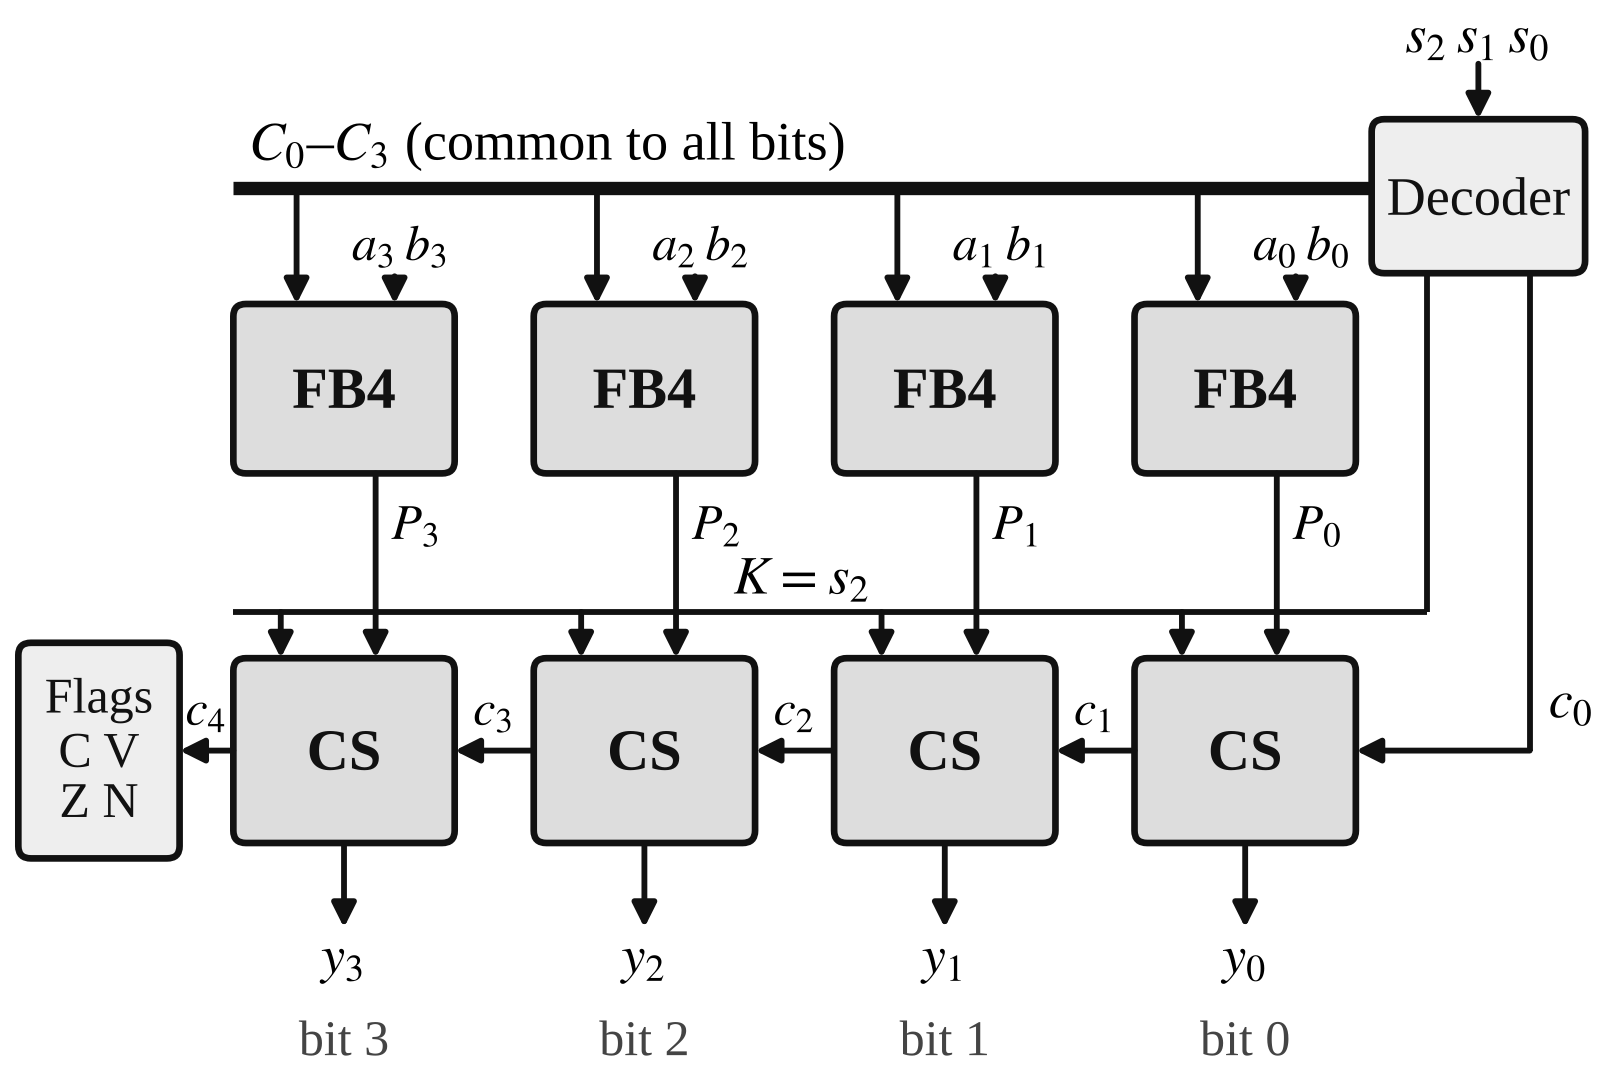 s₂ s₁ s₀
C₀–C₃ (common to all bits)
Decoder
a₃ b₃ a₂ b₂ a₁ b₁ a₀ b₀
FB4 FB4 FB4 FB4
P₃ P₂ P₁ P₀
K = s₂
Flags
C V
Z N
c₄ c₃ c₂ c₁ c₀
CS CS CS CS
y₃ y₂ y₁ y₀
bit 3 bit 2 bit 1 bit 0